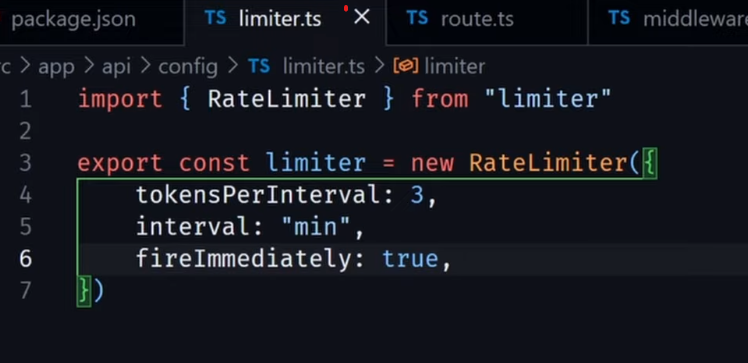 package.json TS limiter.ts X TS route.ts TS middleware
rc > app > api > config > TS limiter.ts > limiter
1 import { RateLimiter } from "limiter"
2
3 export const limiter = new RateLimiter({
4 tokensPerInterval: 3,
5 interval: "min",
6 fireImmediately: true,
7 })